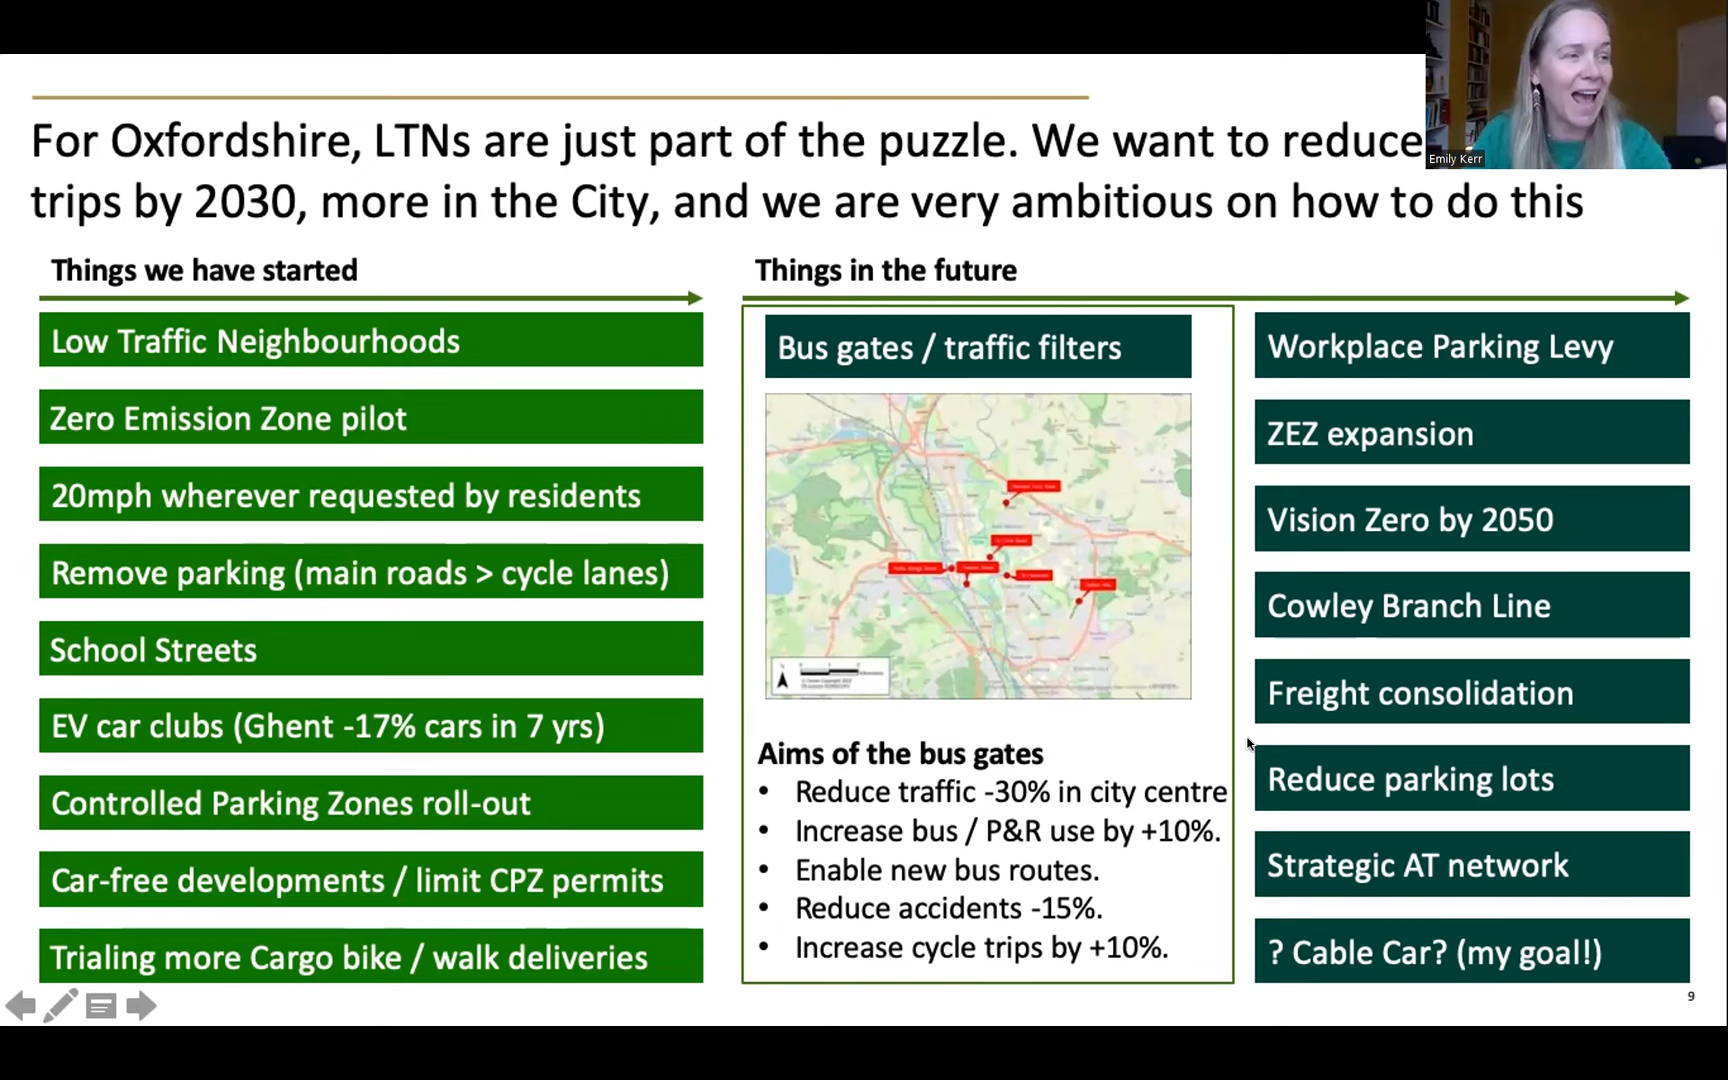 Emily Kerr
For Oxfordshire, LTNs are just part of the puzzle. We want to reduce
trips by 2030, more in the City, and we are very ambitious on how to do this
Things we have started
Low Traffic Neighbourhoods
Zero Emission Zone pilot
20mph wherever requested by residents
Remove parking (main roads > cycle lanes)
School Streets
EV car clubs (Ghent -17% cars in 7 yrs)
Controlled Parking Zones roll-out
Car-free developments / limit CPZ permits
Trialing more Cargo bike / walk deliveries
Things in the future
Bus gates / traffic filters
N
Aims of the bus gates
• Reduce traffic -30% in city centre
• Increase bus / P&R use by +10%.
• Enable new bus routes.
• Reduce accidents -15%.
• Increase cycle trips by +10%.
Workplace Parking Levy
ZEZ expansion
Vision Zero by 2050
Cowley Branch Line
Freight consolidation
Reduce parking lots
Strategic AT network
? Cable Car? (my goal!)
9